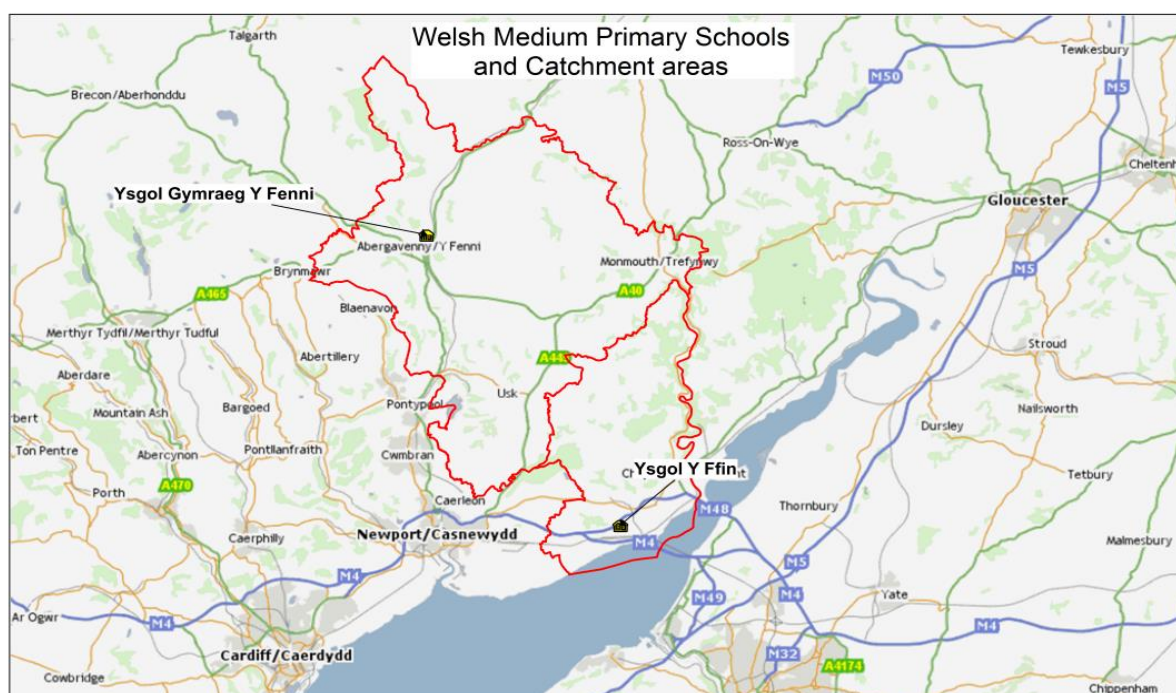 Welsh Medium Primary Schools
and Catchment areas
Talgarth
Tewkesbury
M50
M5
Brecon/Aberhonddu
Ross-On-Wye
Cheltenh
Ysgol Gymraeg Y Fenni
Gloucester
Abergavenny/Y Fenni
Monmouth/Trefynwy
M5
Brynmawr
A465
A40
Blaenavon
Merthyr Tydfil/Merthyr Tudful
Stroud
Abertillery
A44
Aberdare
Usk
rbert
Mountain Ash
Bargoed
Pontypool
Nailsworth
Dursley
Ton Pentre
Abercynon
Pontllanfraith
Cwmbran
Ysgol Y Ffin
Ch
nt
Tetbury
A470
Porth
Caerleon
Thornbury
M48
Caerphilly
Newport/Casnewydd
M4
Malmesbury
M5
M4
M49
M4
Yate
Ar Ogwr
M4
Cardiff/Caerdydd
M32
A4174
Cowbridge
Chippenham